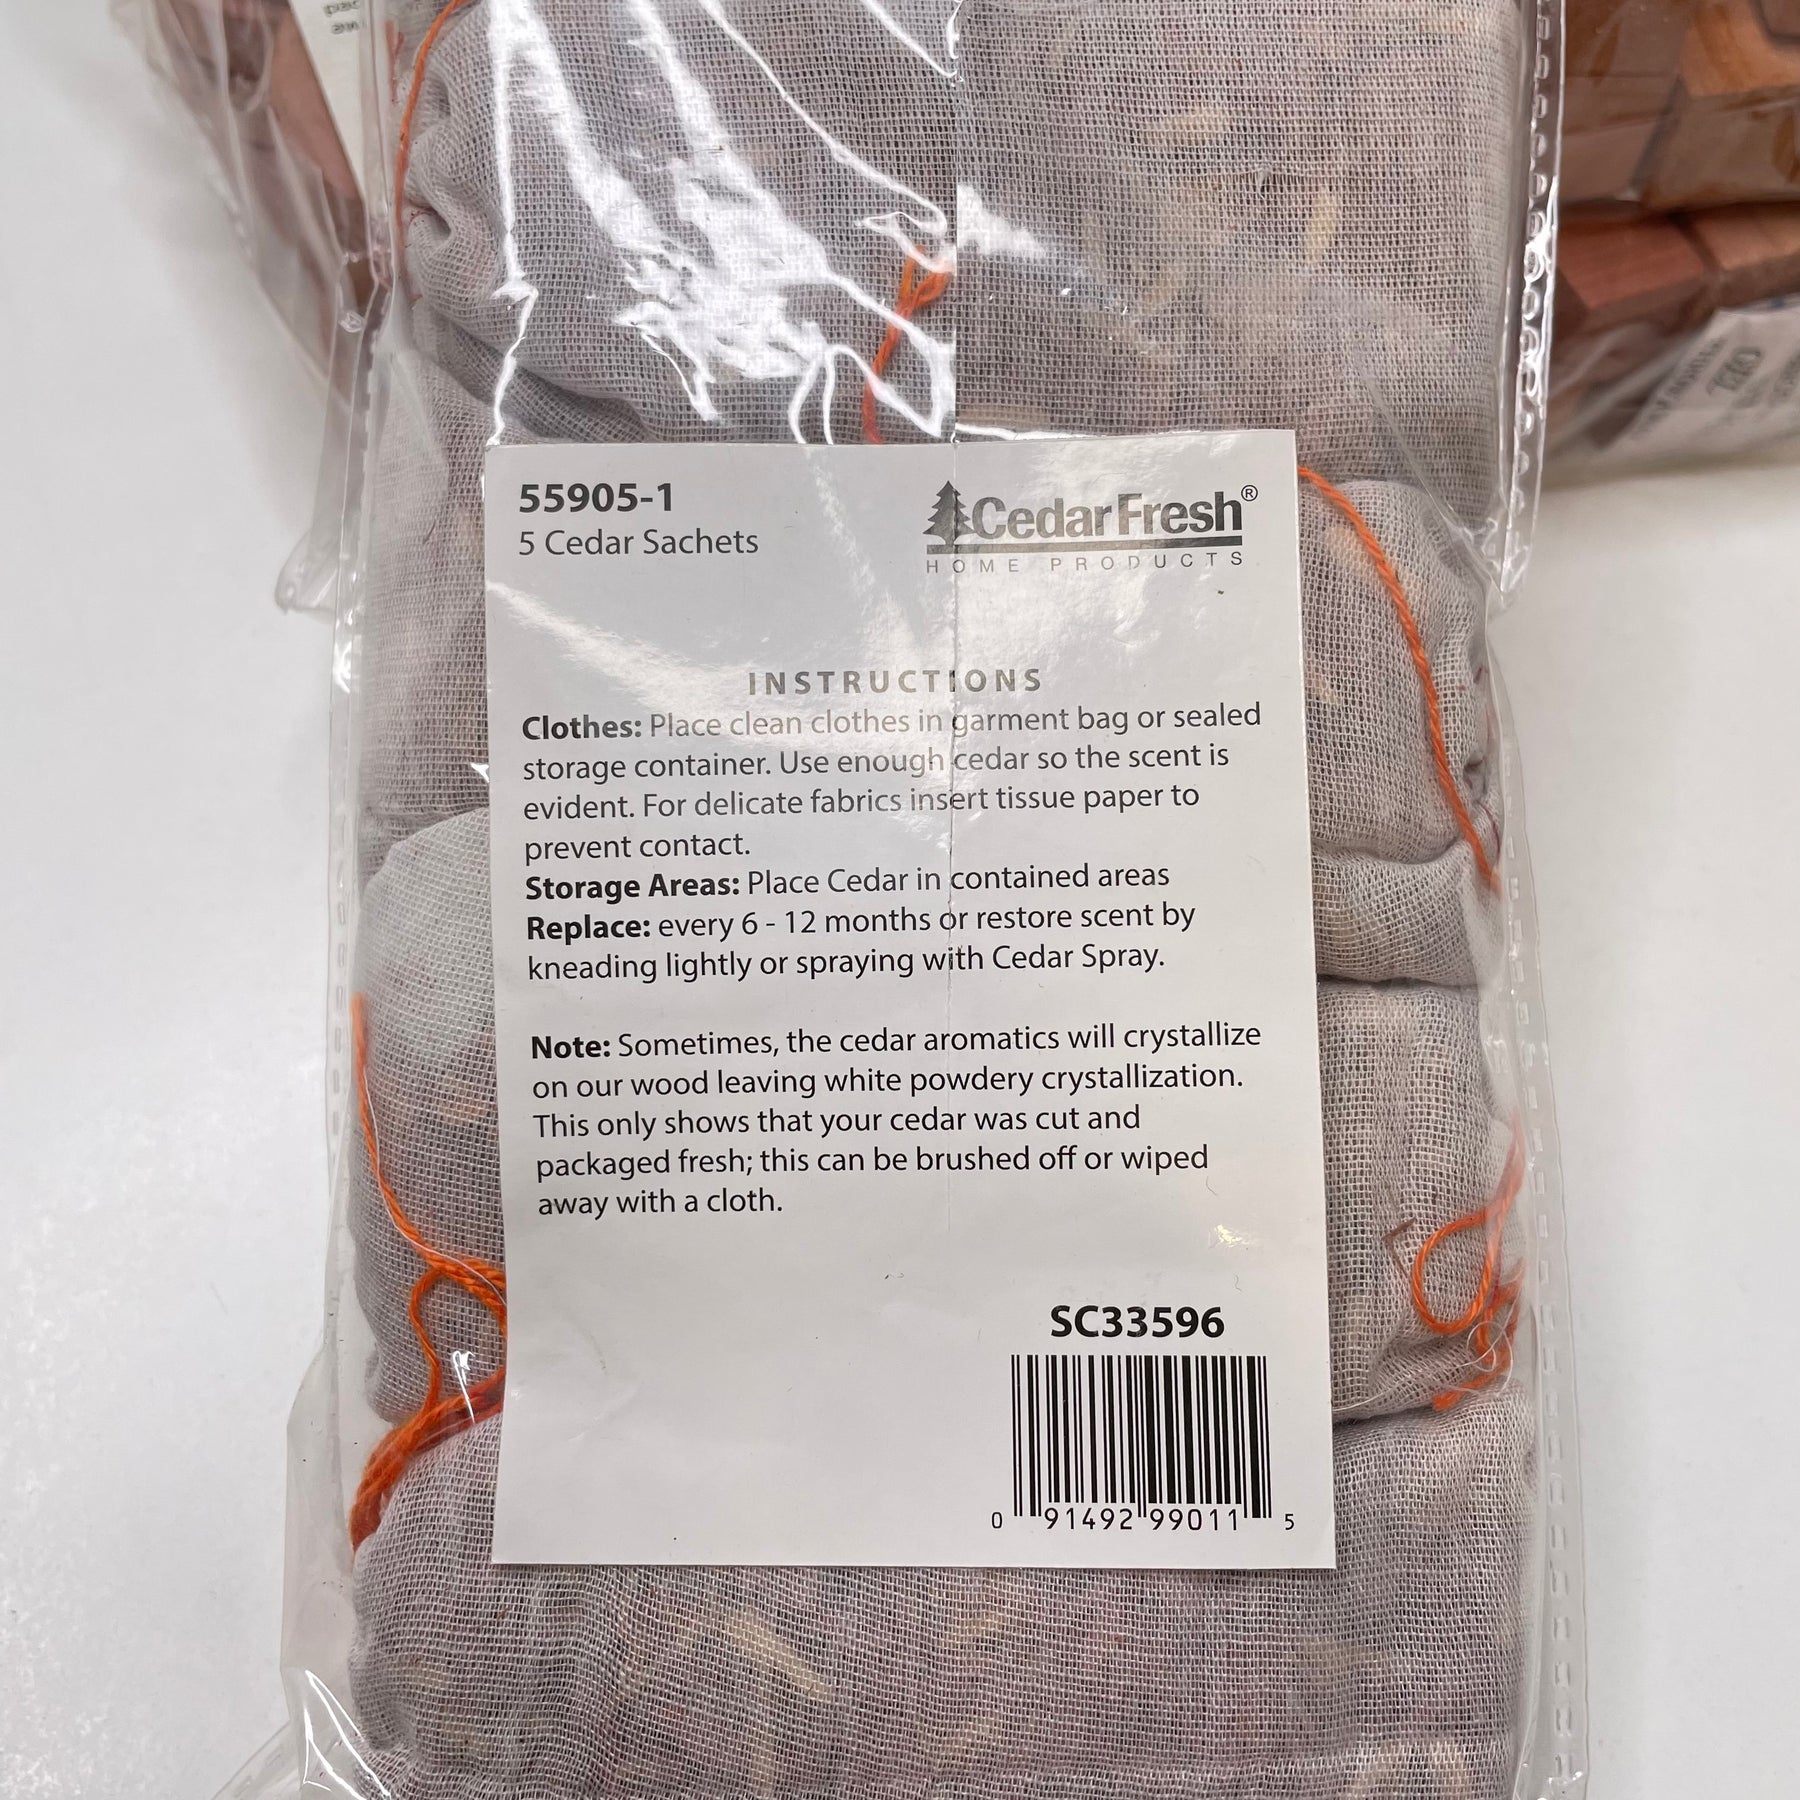 55905-1
5 Cedar Sachets
CedarFresh®
HOME PRODUCTS
INSTRUCTIONS
Clothes: Place clean clothes in garment bag or sealed
storage container. Use enough cedar so the scent is
evident. For delicate fabrics insert tissue paper to
prevent contact.
Storage Areas: Place Cedar in contained areas
Replace: every 6 - 12 months or restore scent by
kneading lightly or spraying with Cedar Spray.
Note: Sometimes, the cedar aromatics will crystallize
on our wood leaving white powdery crystallization.
This only shows that your cedar was cut and
packaged fresh; this can be brushed off or wiped
away with a cloth.
SC33596
0 91492 99011 5